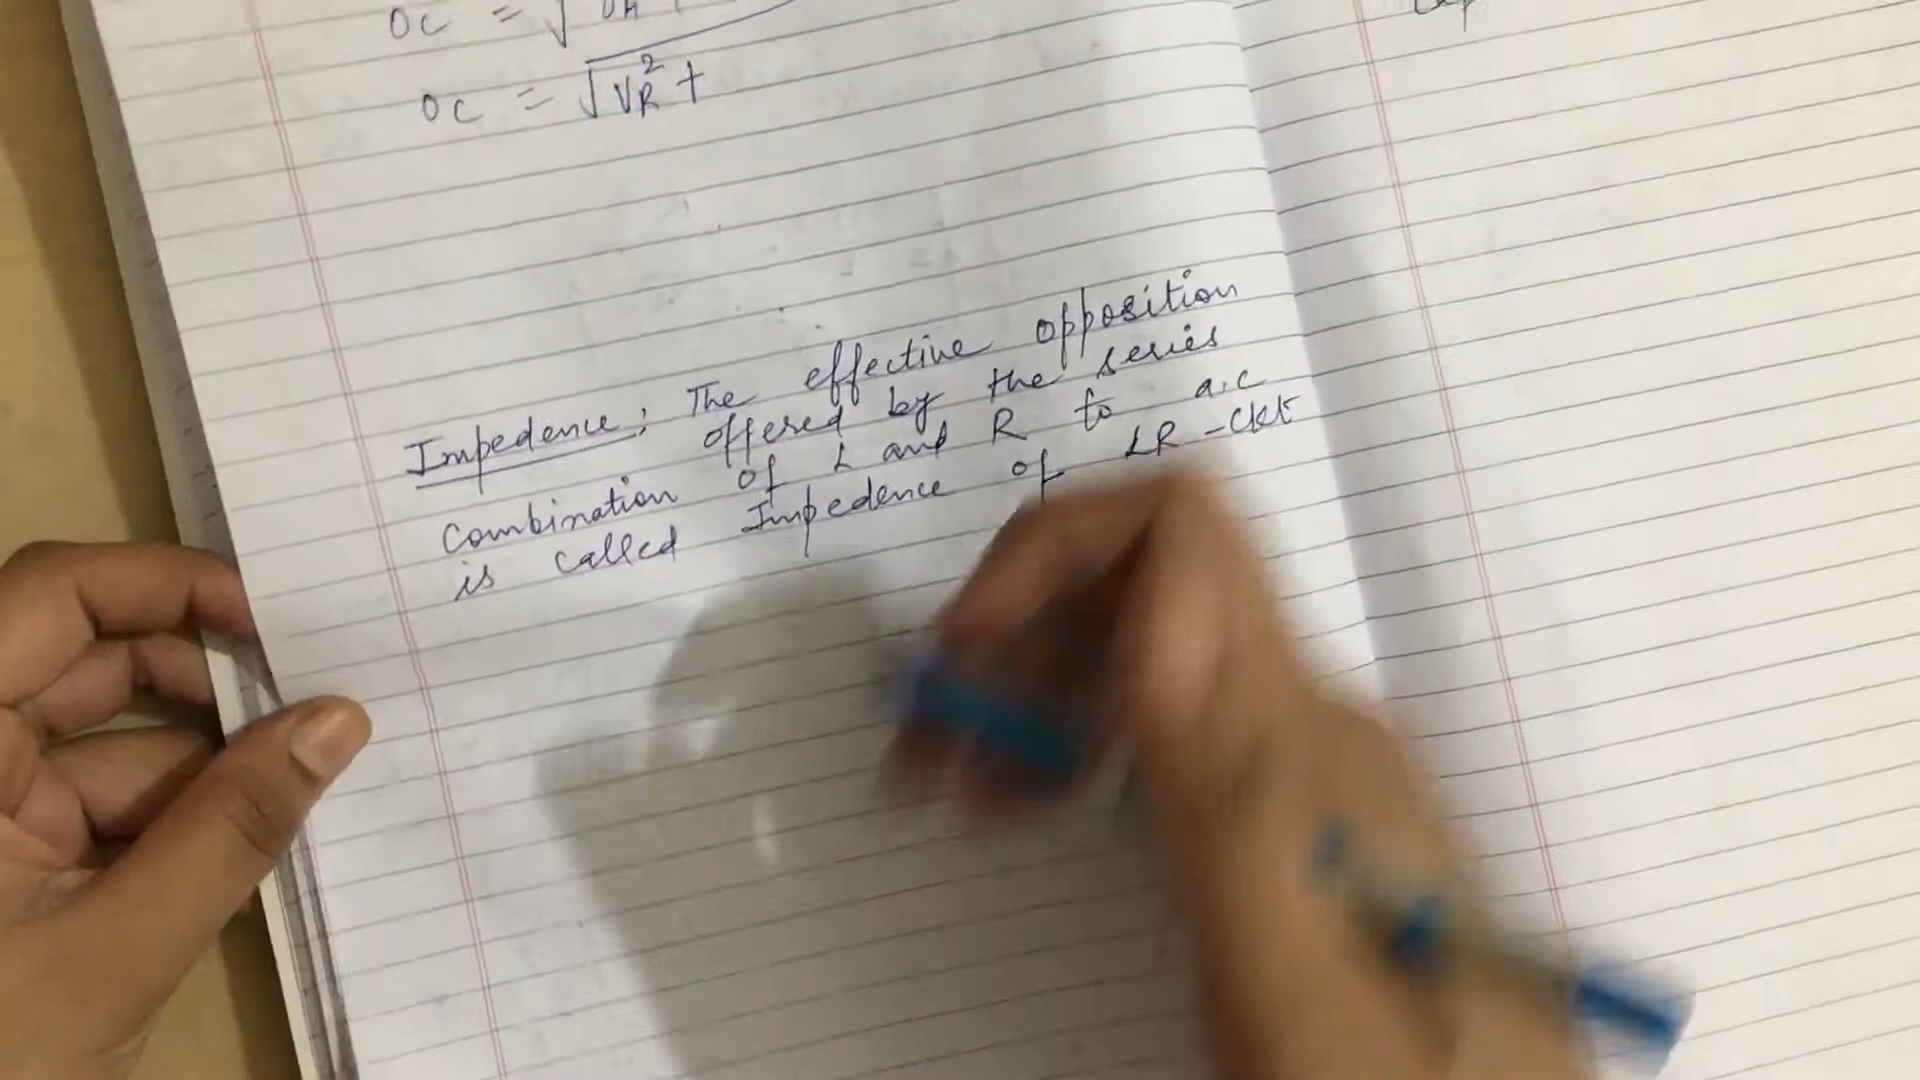 OC = √
OC = √VR² +
Impedence; The effective opposition
offered by the series
combination of L and R to a.c
is called Impedence of LR-Ckt